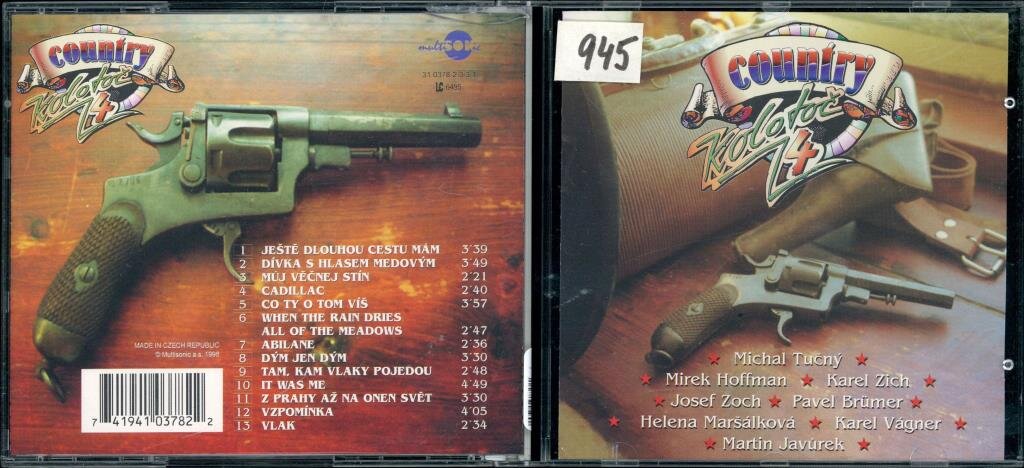 country
Kolotoč
4
multiSONic
31 0378-2 331
LC 6495
1 JEŠTĚ DLOUHOU CESTU MÁM 3'39
2 DÍVKA S HLASEM MEDOVÝM 3'49
3 MŮJ VĚČNEJ STÍN 2'21
4 CADILLAC 2'40
5 CO TY O TOM VÍŠ 3'57
6 WHEN THE RAIN DRIES
ALL OF THE MEADOWS 2'47
7 ABILANE 2'36
8 DÝM JEN DÝM 3'30
9 TAM, KAM VLAKY POJEDOU 2'48
10 IT WAS ME 4'49
11 Z PRAHY AŽ NA ONEN SVĚT 3'30
12 VZPOMÍNKA 4'05
13 VLAK 2'34
MADE IN CZECH REPUBLIC
© Multisonic a.s. 1996
7 41941 03782 2
945
country
Kolotoč
4
Michal Tučný
Mirek Hoffman Karel Zich
Josef Zoch Pavel Brümer
Helena Maršálková Karel Vágner
Martin Javůrek